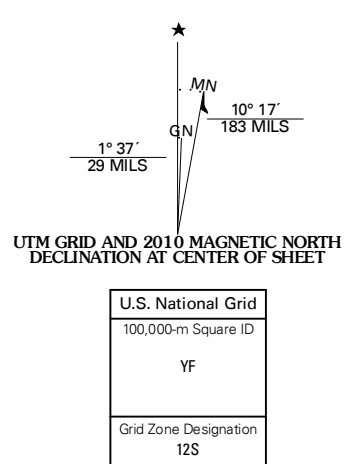 MN
10° 17´
183 MILS
GN
1° 37´
29 MILS
UTM GRID AND 2010 MAGNETIC NORTH
DECLINATION AT CENTER OF SHEET
U.S. National Grid
100,000-m Square ID
YF
Grid Zone Designation
12S